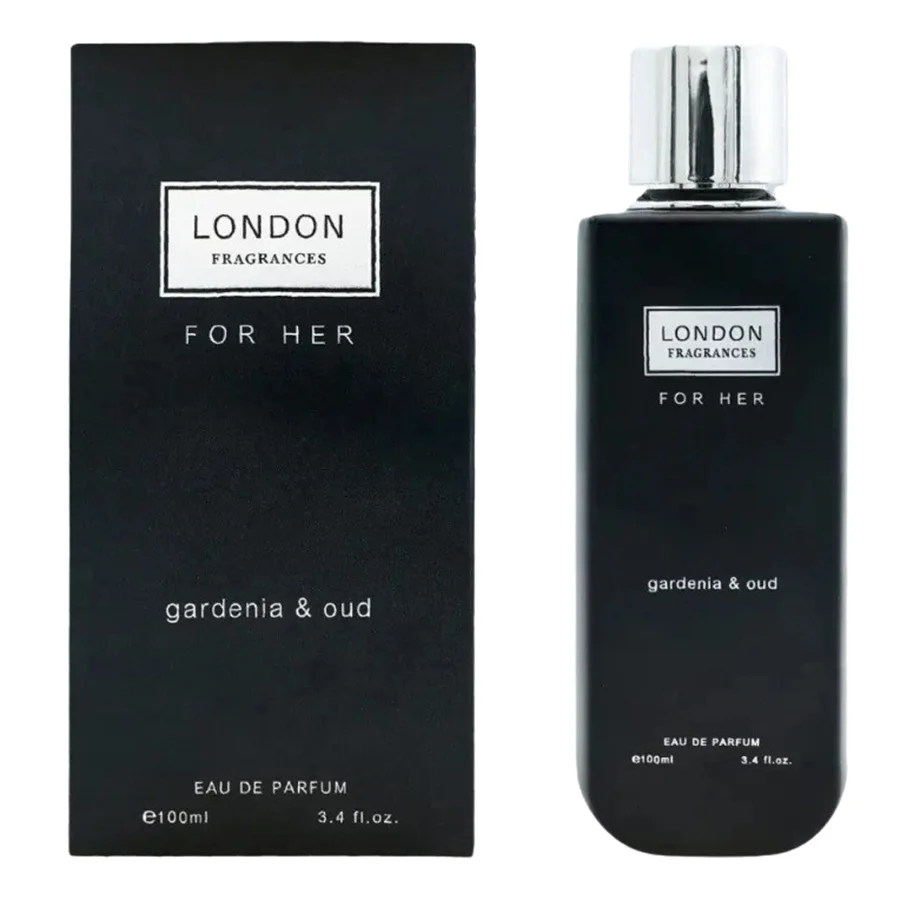 LONDON
FRAGRANCES
FOR HER
gardenia & oud
EAU DE PARFUM
℮100ml 3.4 fl.oz.
LONDON
FRAGRANCES
FOR HER
gardenia & oud
EAU DE PARFUM
℮100ml 3.4 fl.oz.